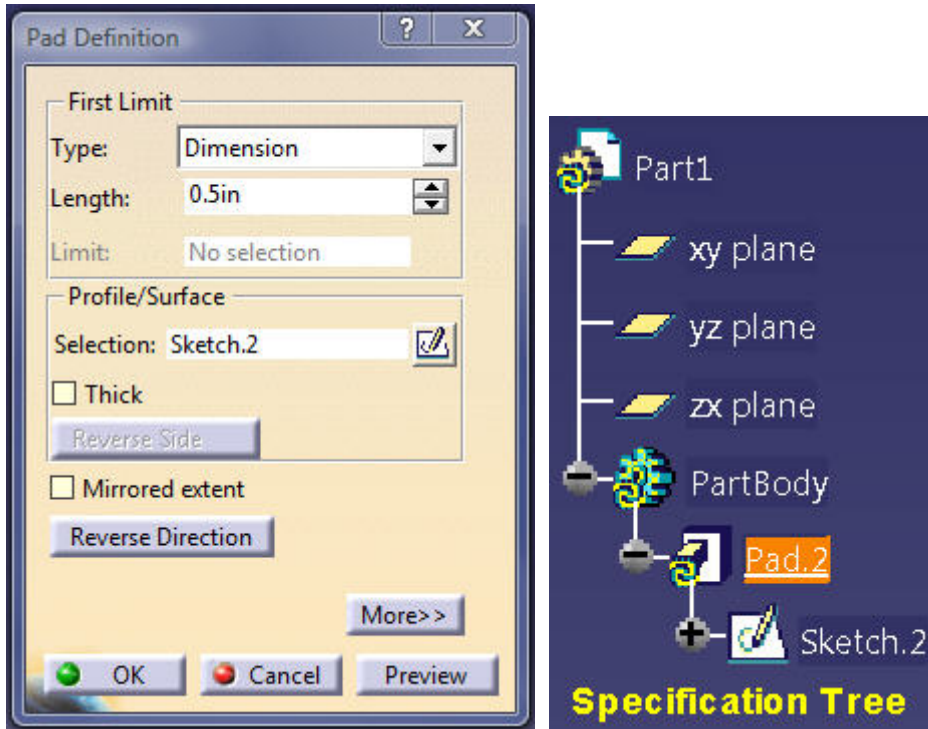 Pad Definition
?
X
First Limit
Type: Dimension
Length: 0.5in
Limit: No selection
Profile/Surface
Selection: Sketch.2
Thick
Reverse Side
Mirrored extent
Reverse Direction
More>>
OK Cancel Preview
Part1
xy plane
yz plane
zx plane
PartBody
Pad.2
Sketch.2
Specification Tree